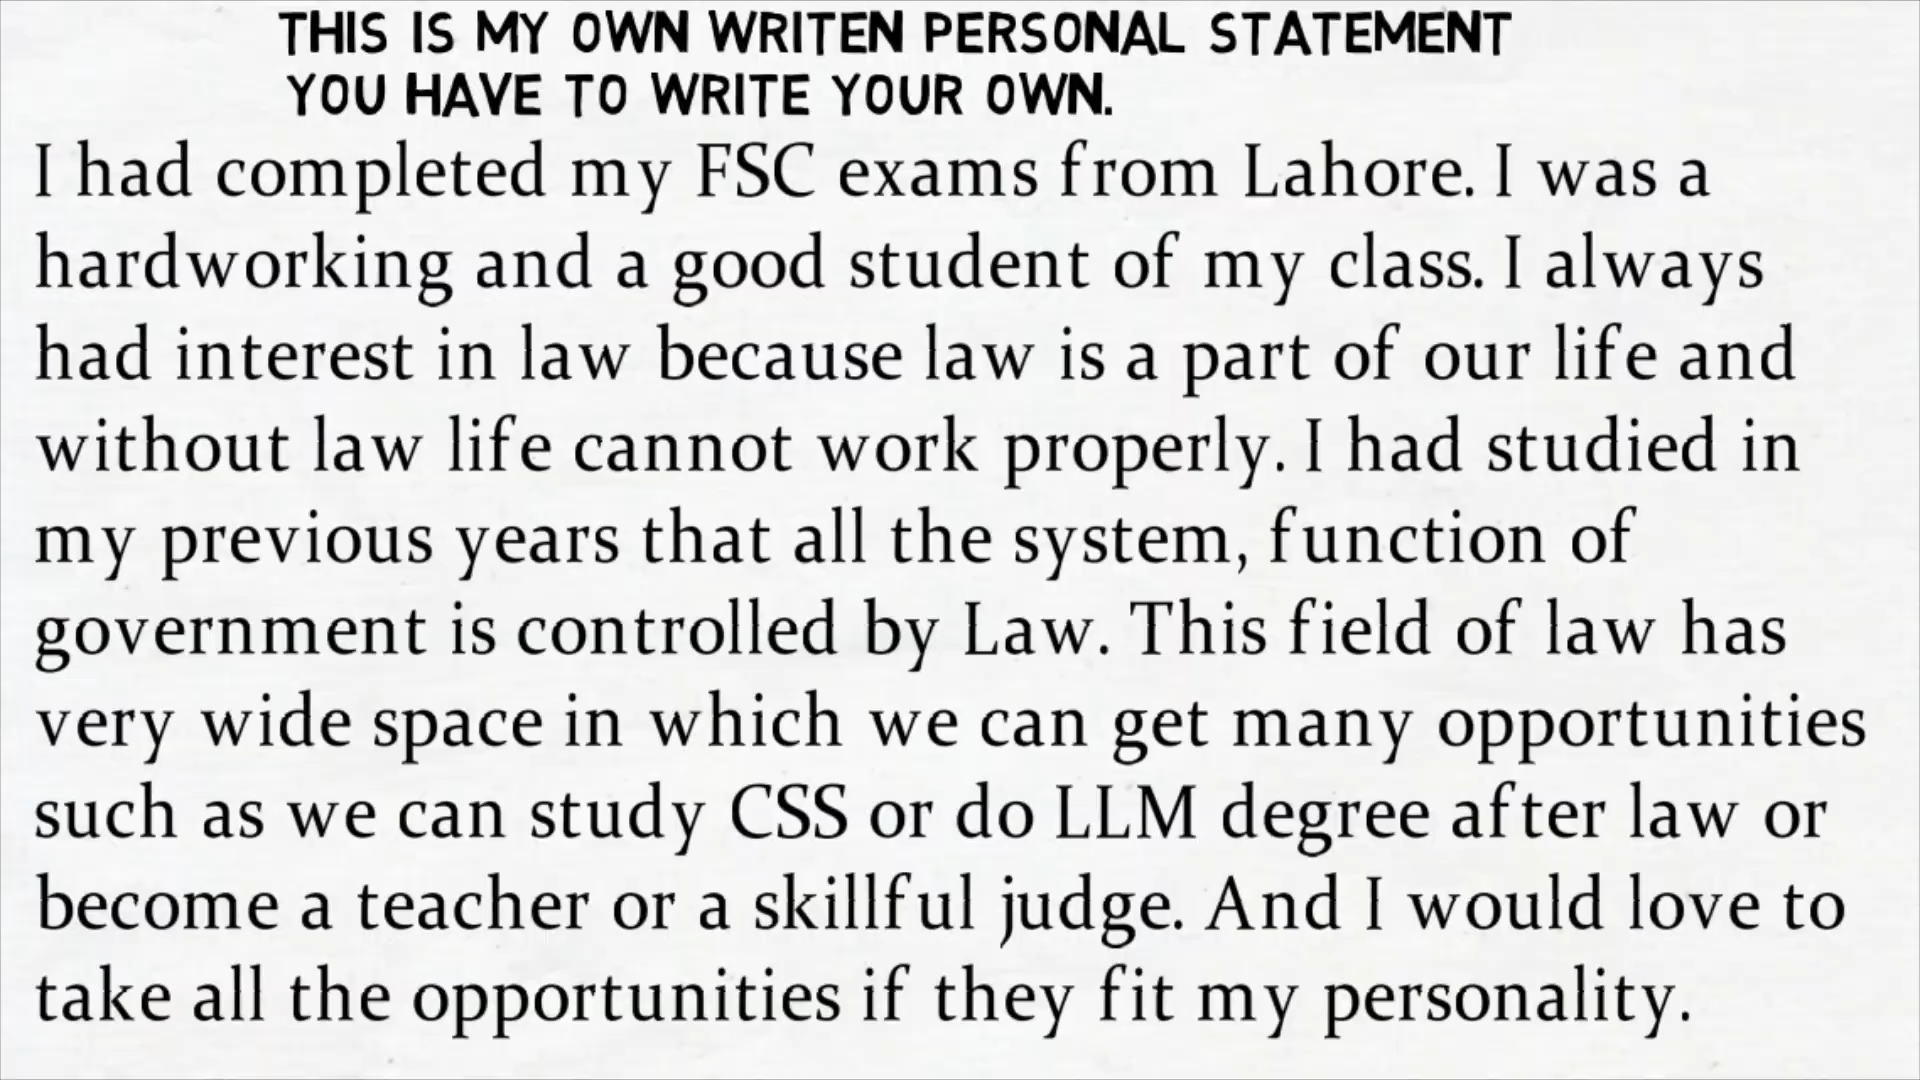 THIS IS MY OWN WRITEN PERSONAL STATEMENT
YOU HAVE TO WRITE YOUR OWN.
I had completed my FSC exams from Lahore. I was a
hardworking and a good student of my class. I always
had interest in law because law is a part of our life and
without law life cannot work properly. I had studied in
my previous years that all the system, function of
government is controlled by Law. This field of law has
very wide space in which we can get many opportunities
such as we can study CSS or do LLM degree after law or
become a teacher or a skillful judge. And I would love to
take all the opportunities if they fit my personality.